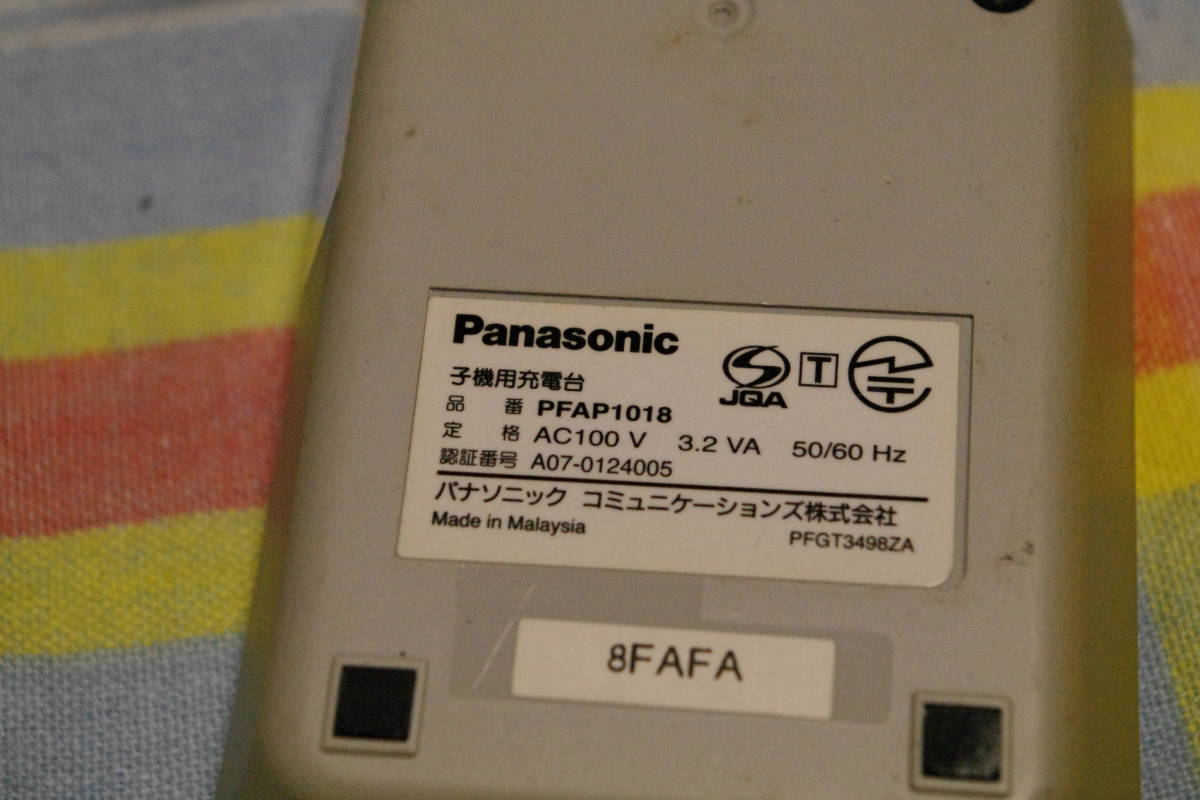 Panasonic
JQA T
子機用充電台
品 番 PFAP1018
定 格 AC100 V 3.2 VA 50/60 Hz
認証番号 A07-0124005
パナソニック コミュニケーションズ株式会社
Made in Malaysia PFGT3498ZA
8FAFA